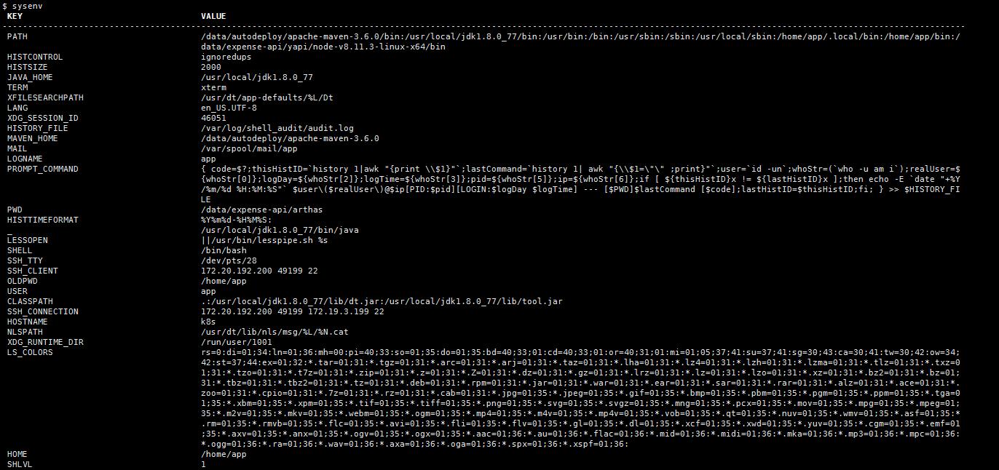 $ sysenv
KEY VALUE
-----------------------------------------------------------------------------------------------------------------------------------------------------------------------------------------------
PATH /data/autodeploy/apache-maven-3.6.0/bin:/usr/local/jdk1.8.0_77/bin:/usr/bin:/bin:/usr/sbin:/sbin:/usr/local/sbin:/home/app/.local/bin:/home/app/bin:/
data/expense-api/yapi/node-v8.11.3-linux-x64/bin
HISTCONTROL ignoredups
HISTSIZE 2000
JAVA_HOME /usr/local/jdk1.8.0_77
TERM xterm
XFILESEARCHPATH /usr/dt/app-defaults/%L/Dt
LANG en_US.UTF-8
XDG_SESSION_ID 46051
HISTORY_FILE /var/log/shell_audit/audit.log
MAVEN_HOME /data/autodeploy/apache-maven-3.6.0
MAIL /var/spool/mail/app
LOGNAME app
PROMPT_COMMAND { code=$?;thisHistID=`history 1|awk "{print \\$1}"`;lastCommand=`history 1| awk "{\\$1=\"\" ;print}"`;user=`id -un`;whoStr=(`who -u am i`);realUser=$
{whoStr[0]};logDay=${whoStr[2]};logTime=${whoStr[3]};pid=${whoStr[5]};ip=${whoStr[6]};if [ ${thisHistID}x != ${lastHistID}x ];then echo -E `date "+%Y
/%m/%d %H:%M:%S"` $user\($realUser\)@$ip[PID:$pid][LOGIN:$logDay $logTime] --- [$PWD]$lastCommand [$code];lastHistID=$thisHistID;fi; } >> $HISTORY_FI
LE
PWD /data/expense-api/arthas
HISTTIMEFORMAT %Y%m%d-%H%M%S:
_ /usr/local/jdk1.8.0_77/bin/java
LESSOPEN ||/usr/bin/lesspipe.sh %s
SHELL /bin/bash
SSH_TTY /dev/pts/28
SSH_CLIENT 172.20.192.200 49199 22
OLDPWD /home/app
USER app
CLASSPATH .:/usr/local/jdk1.8.0_77/lib/dt.jar:/usr/local/jdk1.8.0_77/lib/tool.jar
SSH_CONNECTION 172.20.192.200 49199 172.19.3.199 22
HOSTNAME k8s
NLSPATH /usr/dt/lib/nls/msg/%L/%N.cat
XDG_RUNTIME_DIR /run/user/1001
LS_COLORS rs=0:di=01;34:ln=01;36:mh=00:pi=40;33:so=01;35:do=01;35:bd=40;33;01:cd=40;33;01:or=40;31;01:mi=01;05;37;41:su=37;41:sg=30;43:ca=30;41:tw=30;42:ow=34;
42:st=37;44:ex=01;32:*.tar=01;31:*.tgz=01;31:*.arc=01;31:*.arj=01;31:*.taz=01;31:*.lha=01;31:*.lz4=01;31:*.lzh=01;31:*.lzma=01;31:*.tlz=01;31:*.txz=0
1;31:*.tzo=01;31:*.t7z=01;31:*.zip=01;31:*.z=01;31:*.Z=01;31:*.dz=01;31:*.gz=01;31:*.lrz=01;31:*.lz=01;31:*.lzo=01;31:*.xz=01;31:*.bz2=01;31:*.bz=01;
31:*.tbz=01;31:*.tbz2=01;31:*.tz=01;31:*.deb=01;31:*.rpm=01;31:*.jar=01;31:*.war=01;31:*.ear=01;31:*.sar=01;31:*.rar=01;31:*.alz=01;31:*.ace=01;31:*.
zoo=01;31:*.cpio=01;31:*.7z=01;31:*.rz=01;31:*.cab=01;31:*.jpg=01;35:*.jpeg=01;35:*.gif=01;35:*.bmp=01;35:*.pbm=01;35:*.pgm=01;35:*.ppm=01;35:*.tga=0
1;35:*.xbm=01;35:*.xpm=01;35:*.tif=01;35:*.tiff=01;35:*.png=01;35:*.svg=01;35:*.svgz=01;35:*.mng=01;35:*.pcx=01;35:*.mov=01;35:*.mpg=01;35:*.mpeg=01;
35:*.m2v=01;35:*.mkv=01;35:*.webm=01;35:*.ogm=01;35:*.mp4=01;35:*.m4v=01;35:*.mp4v=01;35:*.vob=01;35:*.qt=01;35:*.nuv=01;35:*.wmv=01;35:*.asf=01;35:*
.rm=01;35:*.rmvb=01;35:*.flc=01;35:*.avi=01;35:*.fli=01;35:*.flv=01;35:*.gl=01;35:*.dl=01;35:*.xcf=01;35:*.xwd=01;35:*.yuv=01;35:*.cgm=01;35:*.emf=01
;35:*.axv=01;35:*.anx=01;35:*.ogv=01;35:*.ogx=01;35:*.aac=01;36:*.au=01;36:*.flac=01;36:*.mid=01;36:*.midi=01;36:*.mka=01;36:*.mp3=01;36:*.mpc=01;36:
*.ogg=01;36:*.ra=01;36:*.wav=01;36:*.axa=01;36:*.oga=01;36:*.spx=01;36:*.xspf=01;36:
HOME /home/app
SHLVL 1